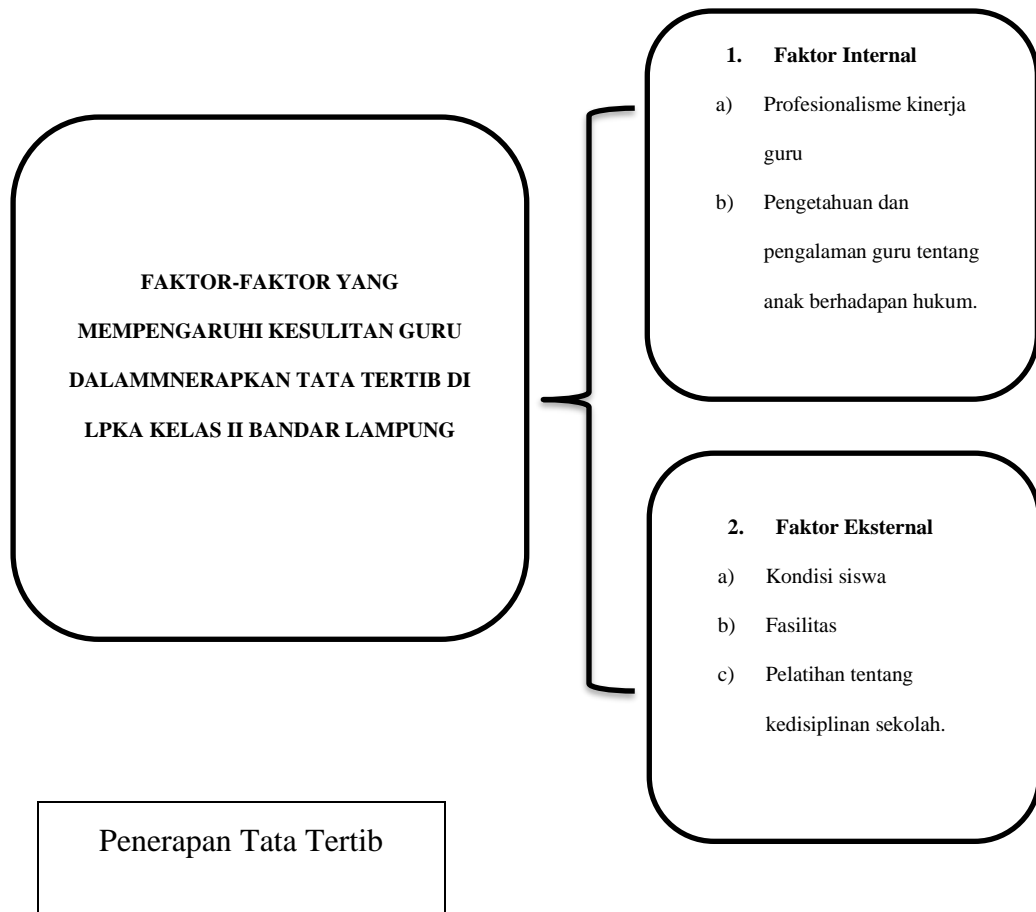 FAKTOR-FAKTOR YANG
MEMPENGARUHI KESULITAN GURU
DALAMMNERAPKAN TATA TERTIB DI
LPKA KELAS II BANDAR LAMPUNG
1. Faktor Internal
a) Profesionalisme kinerja
guru
b) Pengetahuan dan
pengalaman guru tentang
anak berhadapan hukum.
2. Faktor Eksternal
a) Kondisi siswa
b) Fasilitas
c) Pelatihan tentang
kedisiplinan sekolah.
Penerapan Tata Tertib